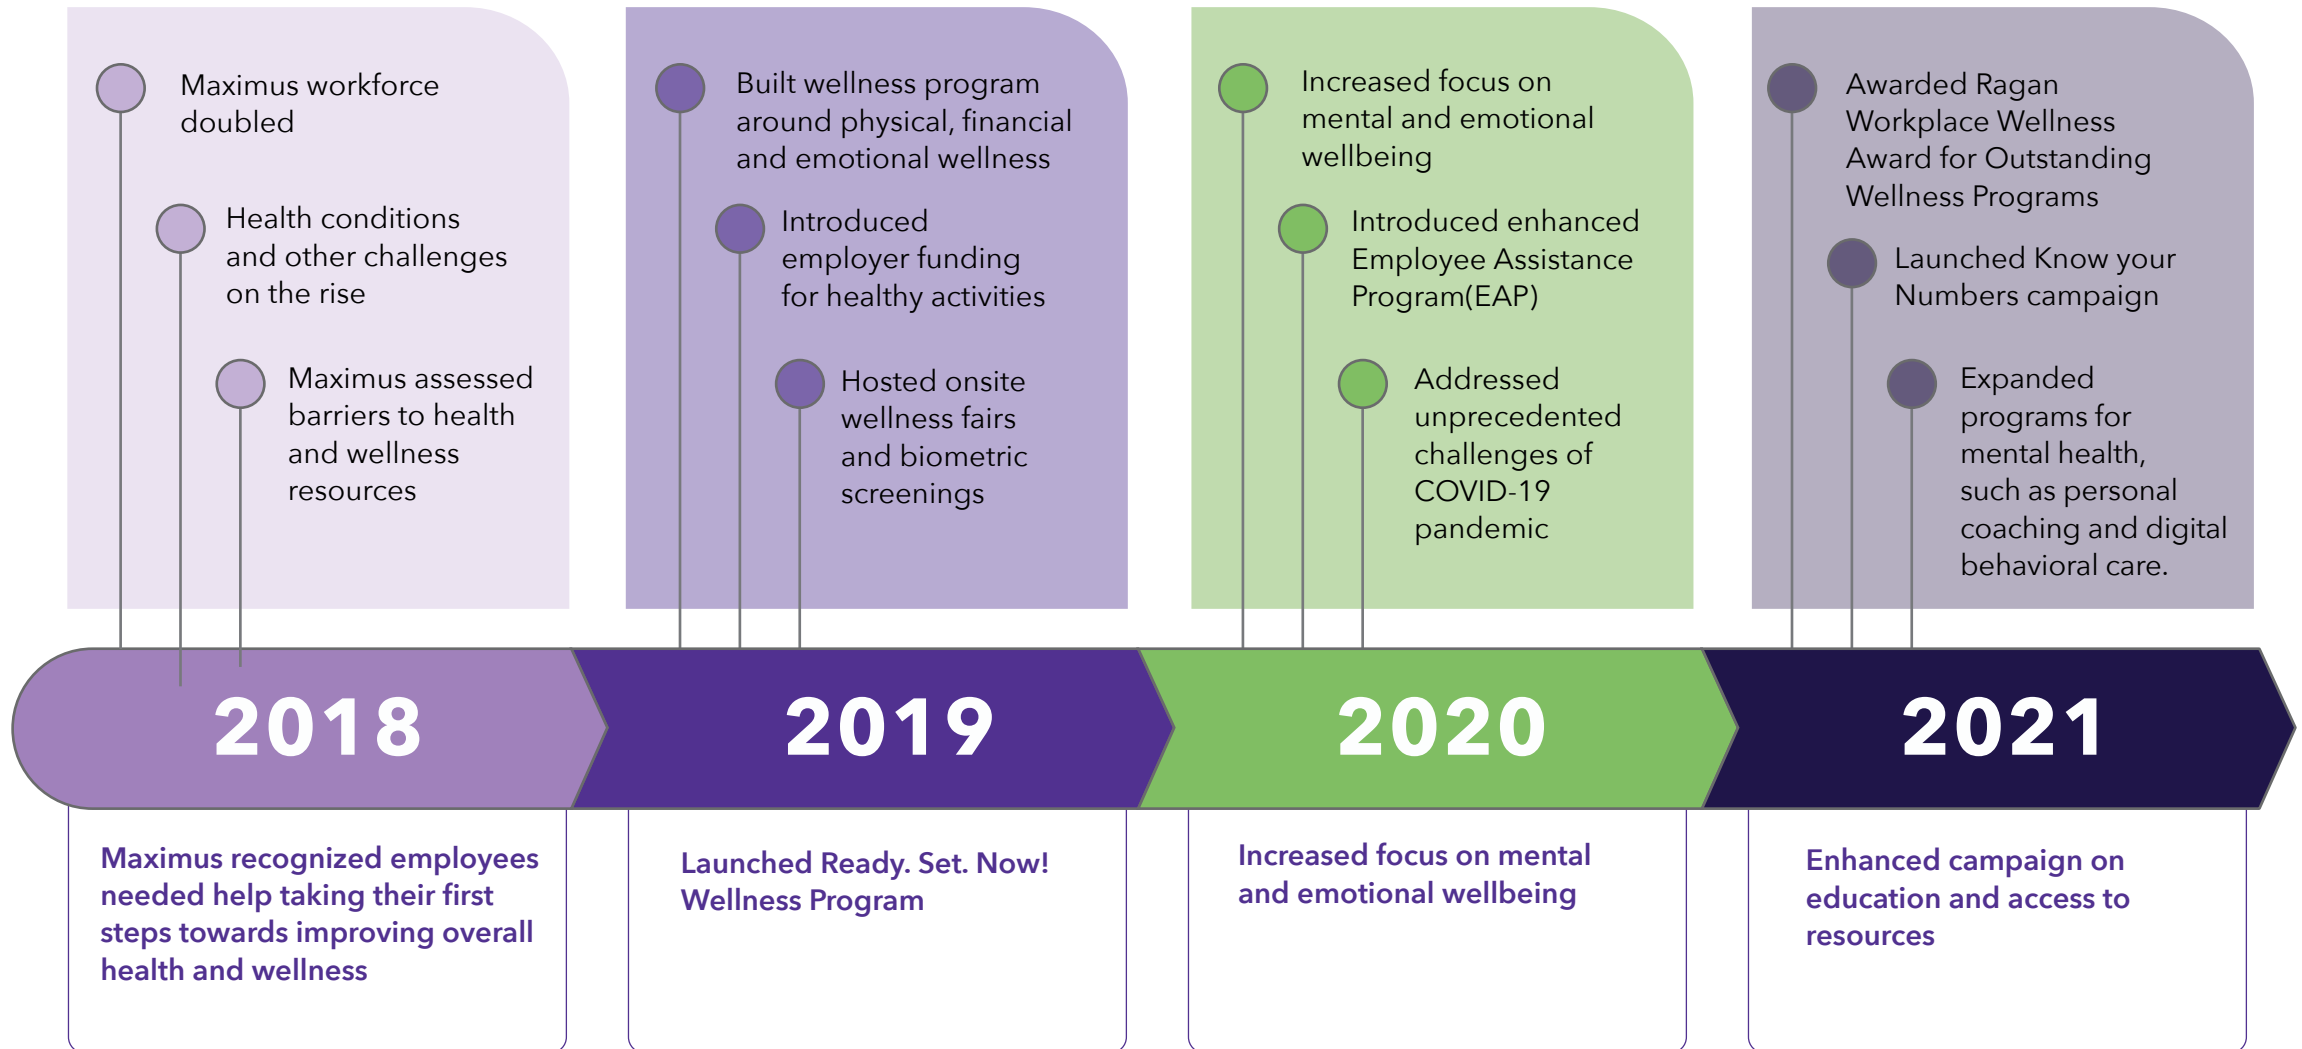 Maximus workforce
doubled
Health conditions
and other challenges
on the rise
Maximus assessed
barriers to health
and wellness
resources
Built wellness program
around physical, financial
and emotional wellness
Introduced
employer funding
for healthy activities
Hosted onsite
wellness fairs
and biometric
screenings
Increased focus on
mental and emotional
wellbeing
Introduced enhanced
Employee Assistance
Program(EAP)
Addressed
unprecedented
challenges of
COVID-19
pandemic
Awarded Ragan
Workplace Wellness
Award for Outstanding
Wellness Programs
Launched Know your
Numbers campaign
Expanded
programs for
mental health,
such as personal
coaching and digital
behavioral care.
2018
2019
2020
2021
Maximus recognized employees
needed help taking their first
steps towards improving overall
health and wellness
Launched Ready. Set. Now!
Wellness Program
Increased focus on mental
and emotional wellbeing
Enhanced campaign on
education and access to
resources